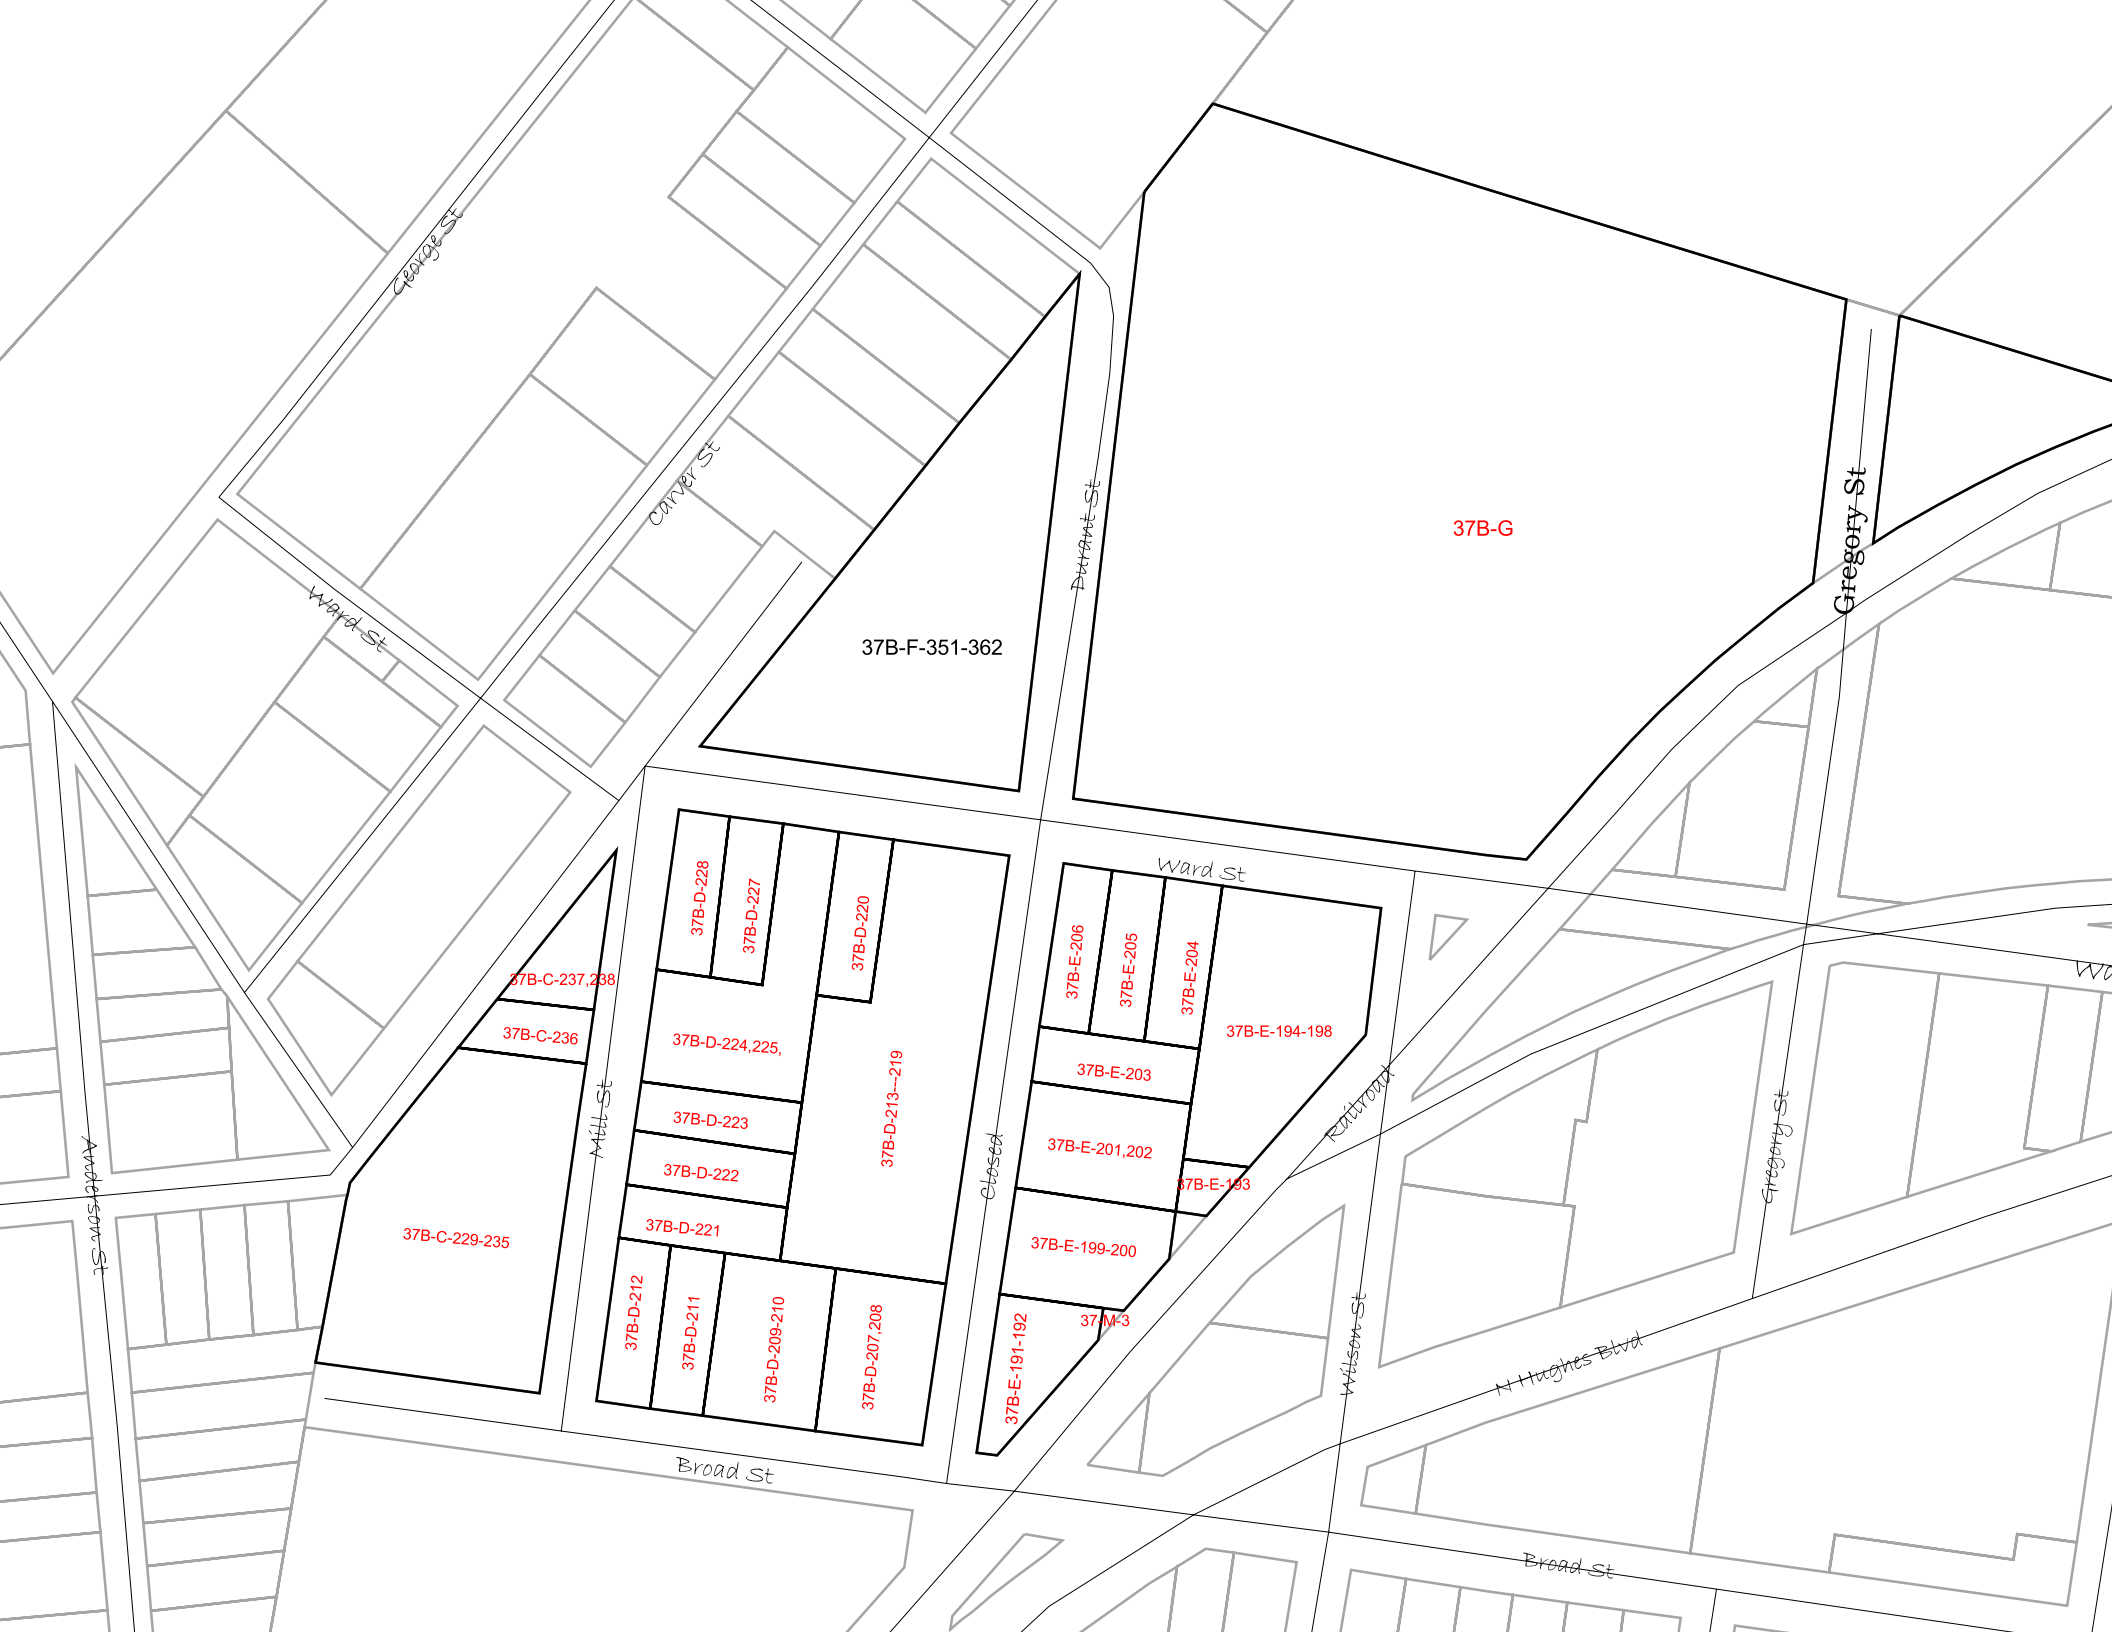 George St
Carver St
Durant St
Gregory St
37B-G
Ward St
37B-F-351-362
Ward St
37B-D-228
37B-D-227
37B-D-220
37B-E-206
37B-E-205
37B-E-204
37B-C-237,238
37B-C-236
37B-D-224,225,
37B-D-213---219
37B-E-194-198
37B-E-203
37B-D-223
37B-E-201,202
37B-D-222
37B-E-193
37B-D-221
37B-E-199-200
37B-C-229-235
Mill St
Closed
Railroad
Anderson St
Gregory St
37B-D-212
37B-D-211
37B-D-209-210
37B-D-207,208
37B-E-191-192
37-M-3
Wilson St
N Hughes Blvd
Broad St
Broad St